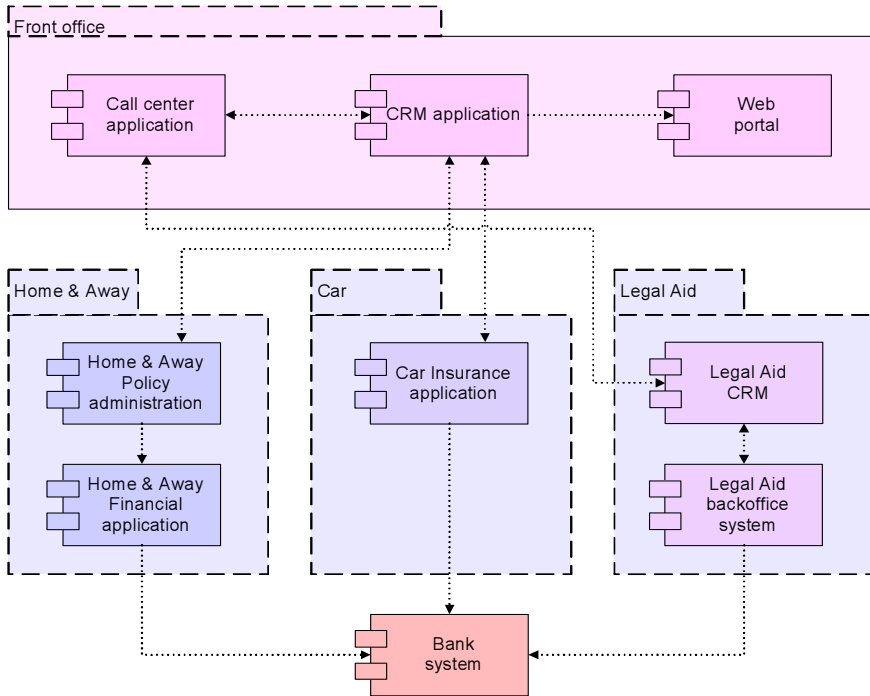 Front office
Call center
application
CRM application
Web
portal
Home & Away
Car
Legal Aid
Home & Away
Policy
administration
Car Insurance
application
Legal Aid
CRM
Home & Away
Financial
application
Legal Aid
backoffice
system
Bank
system